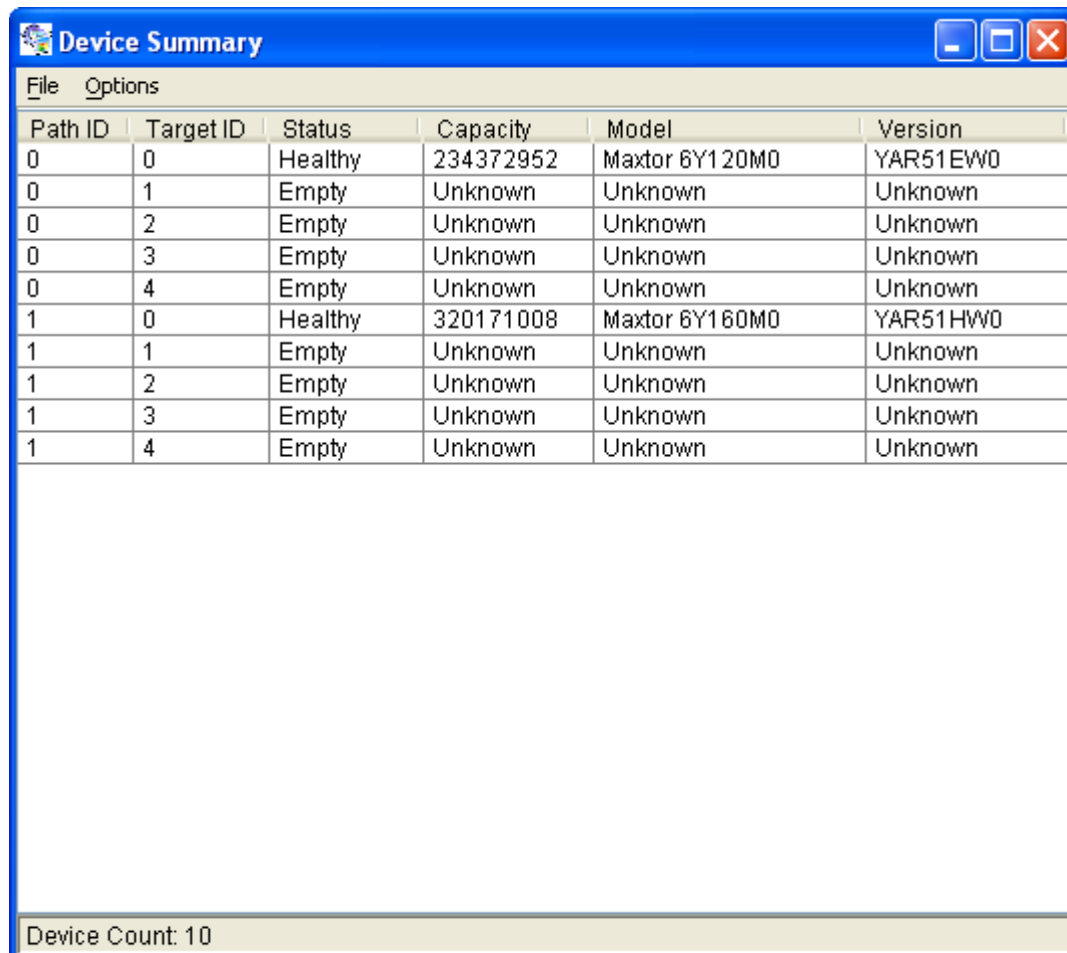 Device Summary
File Options
Path ID Target ID Status Capacity Model Version
0 0 Healthy 234372952 Maxtor 6Y120M0 YAR51EW0
0 1 Empty Unknown Unknown Unknown
0 2 Empty Unknown Unknown Unknown
0 3 Empty Unknown Unknown Unknown
0 4 Empty Unknown Unknown Unknown
1 0 Healthy 320171008 Maxtor 6Y160M0 YAR51HW0
1 1 Empty Unknown Unknown Unknown
1 2 Empty Unknown Unknown Unknown
1 3 Empty Unknown Unknown Unknown
1 4 Empty Unknown Unknown Unknown
Device Count: 10